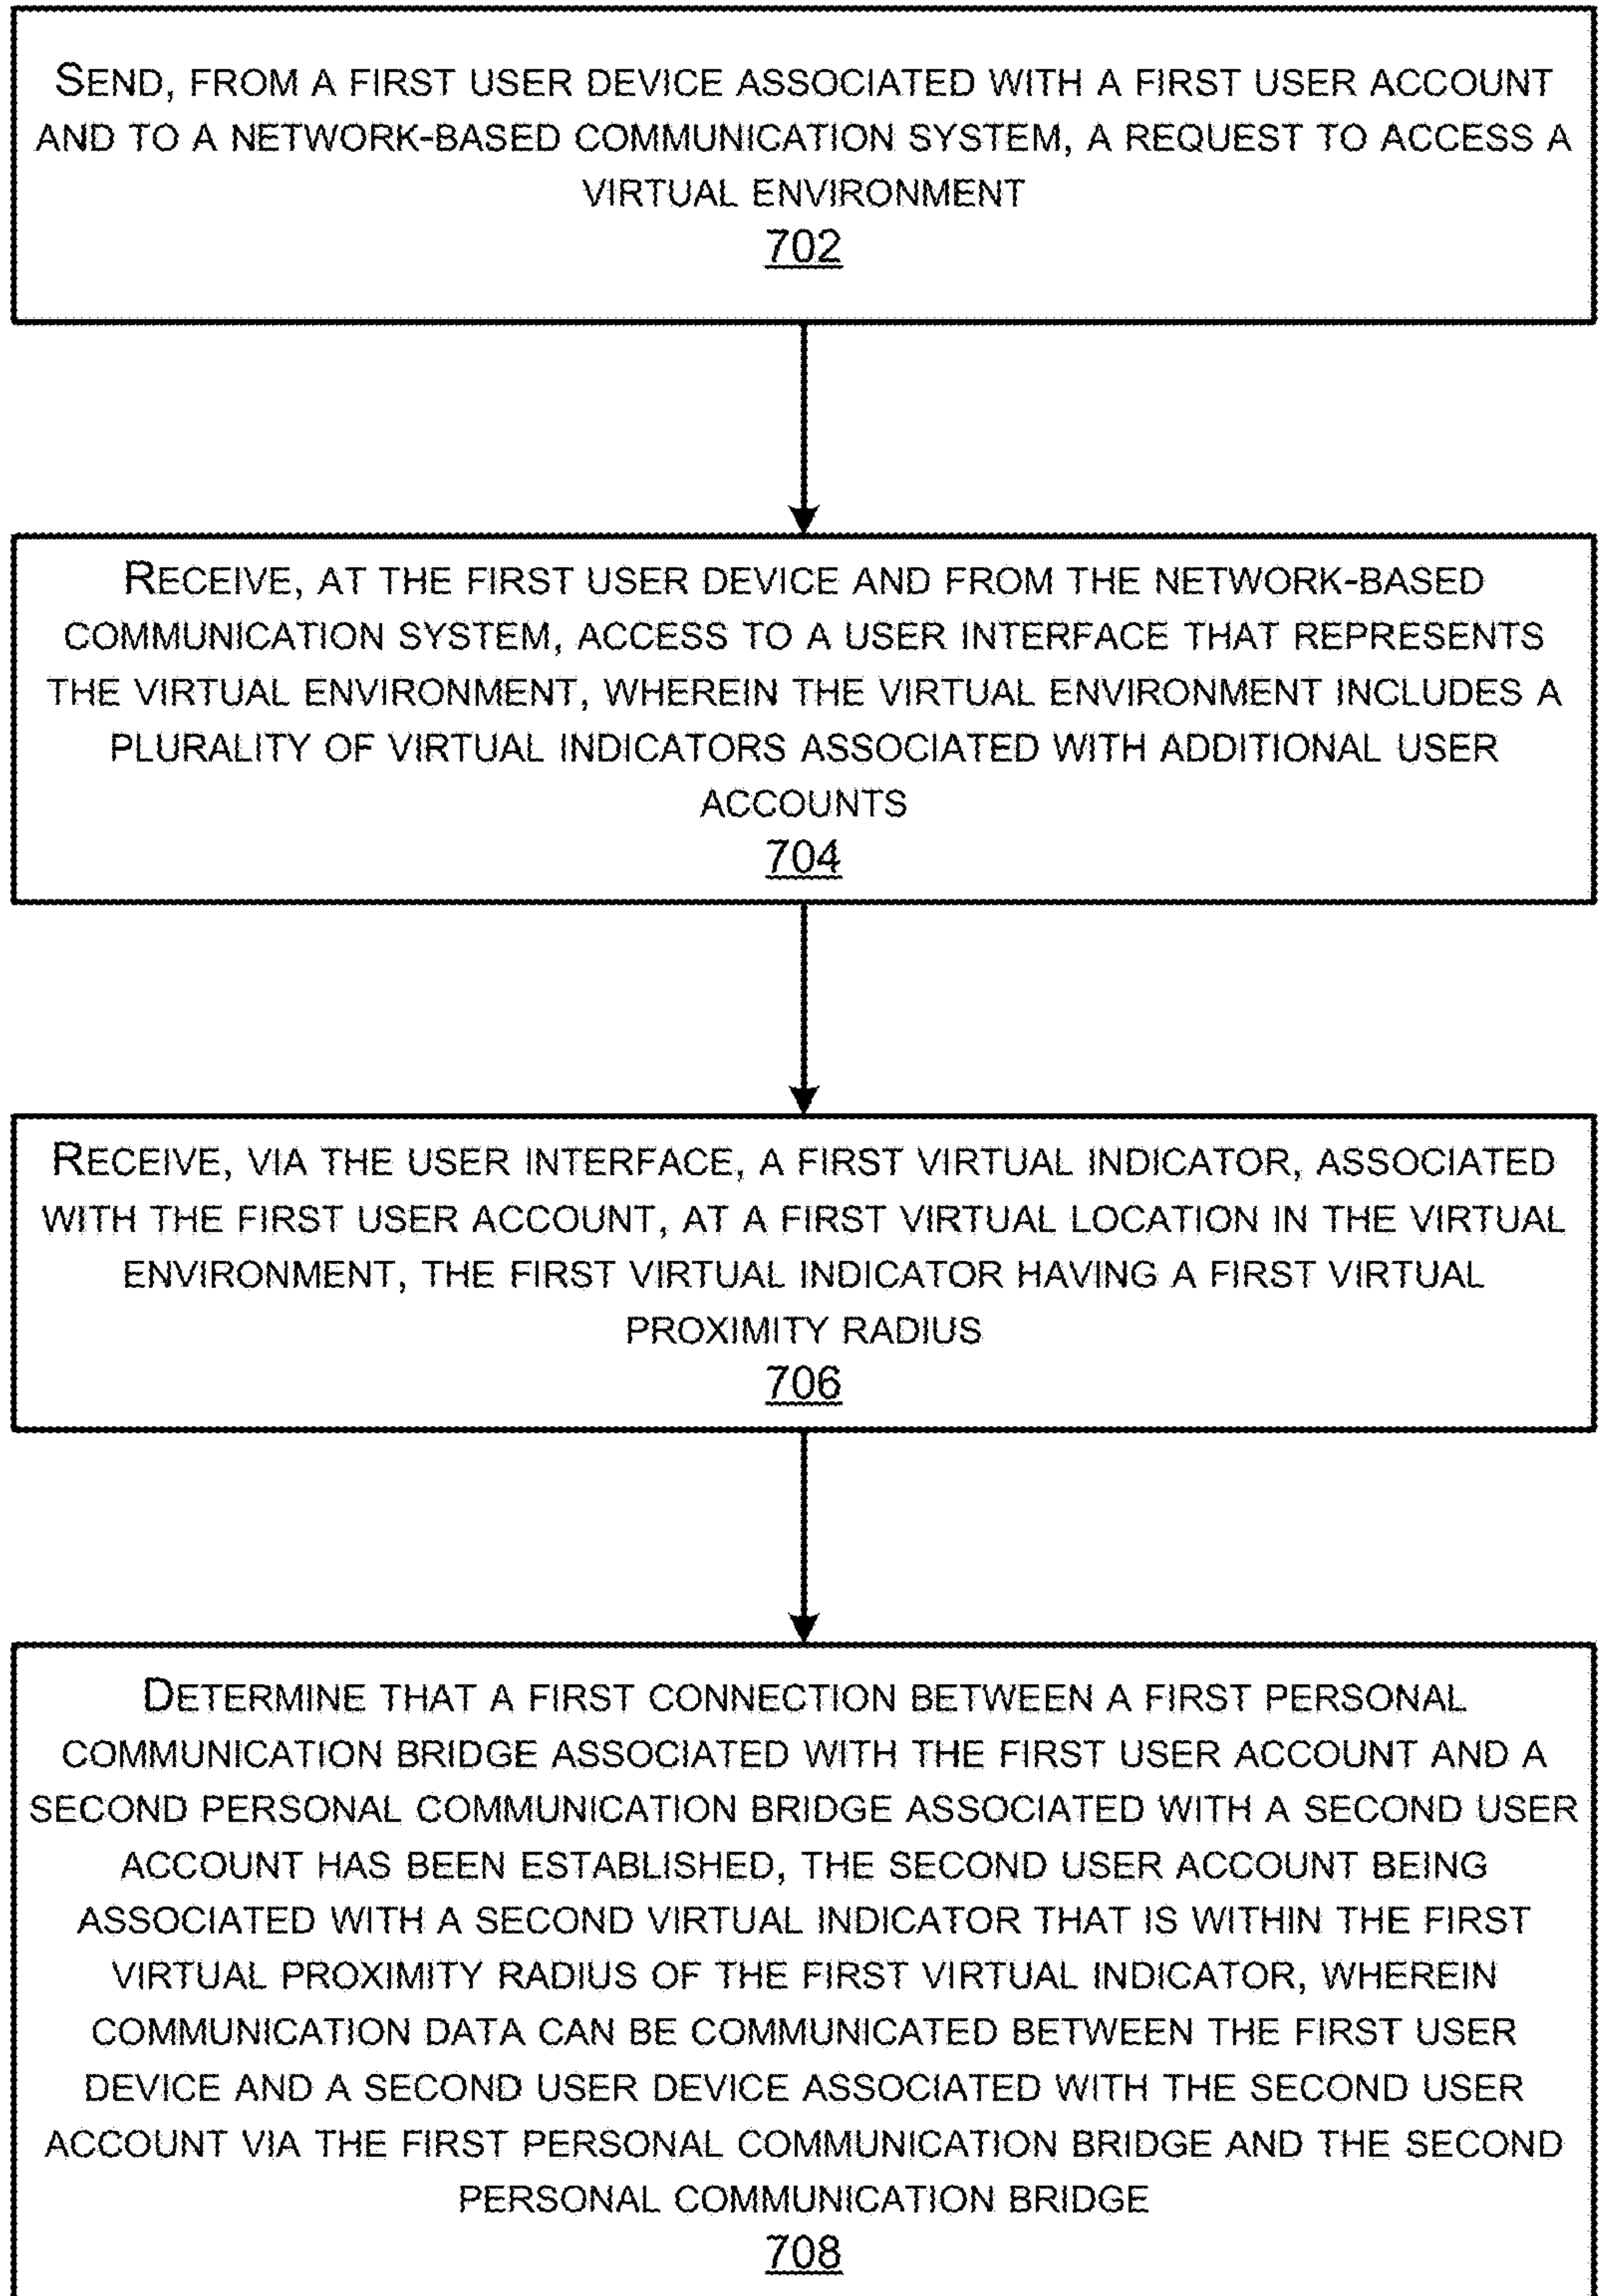 SEND, FROM A FIRST USER DEVICE ASSOCIATED WITH A FIRST USER ACCOUNT
AND TO A NETWORK-BASED COMMUNICATION SYSTEM, A REQUEST TO ACCESS A
VIRTUAL ENVIRONMENT
702
RECEIVE, AT THE FIRST USER DEVICE AND FROM THE NETWORK-BASED
COMMUNICATION SYSTEM, ACCESS TO A USER INTERFACE THAT REPRESENTS
THE VIRTUAL ENVIRONMENT, WHEREIN THE VIRTUAL ENVIRONMENT INCLUDES A
PLURALITY OF VIRTUAL INDICATORS ASSOCIATED WITH ADDITIONAL USER
ACCOUNTS
704
RECEIVE, VIA THE USER INTERFACE, A FIRST VIRTUAL INDICATOR, ASSOCIATED
WITH THE FIRST USER ACCOUNT, AT A FIRST VIRTUAL LOCATION IN THE VIRTUAL
ENVIRONMENT, THE FIRST VIRTUAL INDICATOR HAVING A FIRST VIRTUAL
PROXIMITY RADIUS
706
DETERMINE THAT A FIRST CONNECTION BETWEEN A FIRST PERSONAL
COMMUNICATION BRIDGE ASSOCIATED WITH THE FIRST USER ACCOUNT AND A
SECOND PERSONAL COMMUNICATION BRIDGE ASSOCIATED WITH A SECOND USER
ACCOUNT HAS BEEN ESTABLISHED, THE SECOND USER ACCOUNT BEING
ASSOCIATED WITH A SECOND VIRTUAL INDICATOR THAT IS WITHIN THE FIRST
VIRTUAL PROXIMITY RADIUS OF THE FIRST VIRTUAL INDICATOR, WHEREIN
COMMUNICATION DATA CAN BE COMMUNICATED BETWEEN THE FIRST USER
DEVICE AND A SECOND USER DEVICE ASSOCIATED WITH THE SECOND USER
ACCOUNT VIA THE FIRST PERSONAL COMMUNICATION BRIDGE AND THE SECOND
PERSONAL COMMUNICATION BRIDGE
708